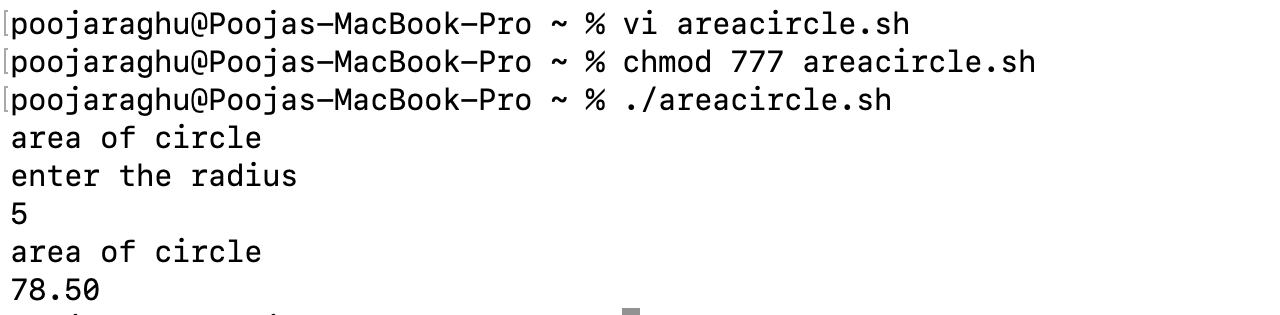 [poojaraghu@Poojas-MacBook-Pro ~ % vi areacircle.sh
[poojaraghu@Poojas-MacBook-Pro ~ % chmod 777 areacircle.sh
[poojaraghu@Poojas-MacBook-Pro ~ % ./areacircle.sh
area of circle
enter the radius
5
area of circle
78.50